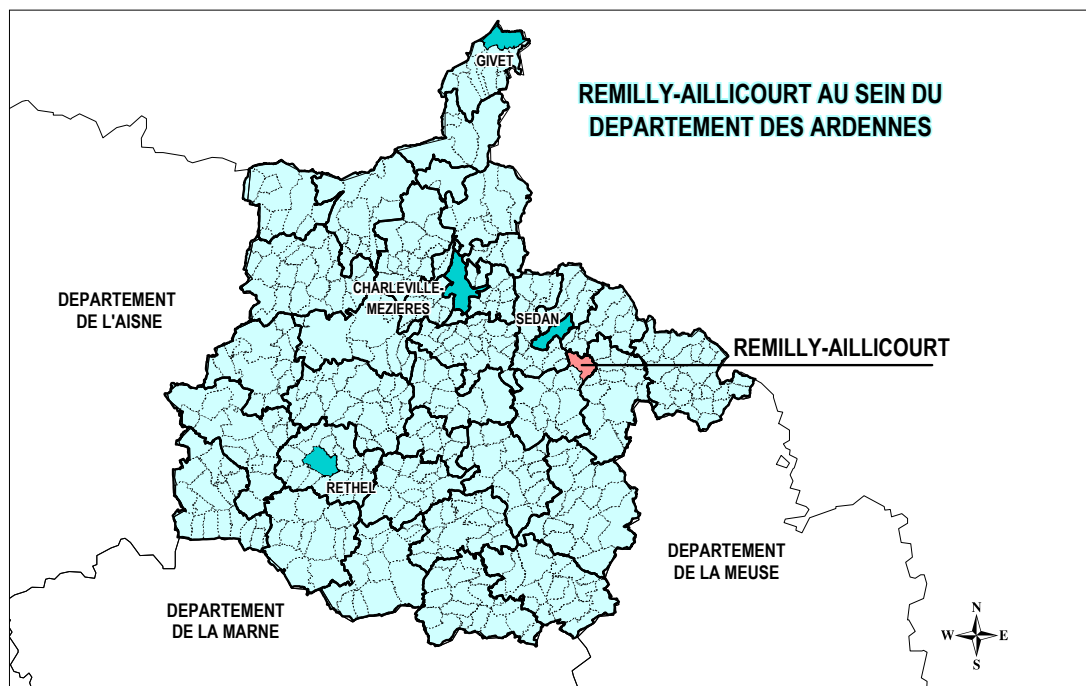 GIVET
REMILLY-AILLICOURT AU SEIN DU
DEPARTEMENT DES ARDENNES
DEPARTEMENT
DE L'AISNE
CHARLEVILLE-
MEZIERES
SEDAN
REMILLY-AILLICOURT
RETHEL
DEPARTEMENT
DE LA MEUSE
DEPARTEMENT
DE LA MARNE
N
W E
S